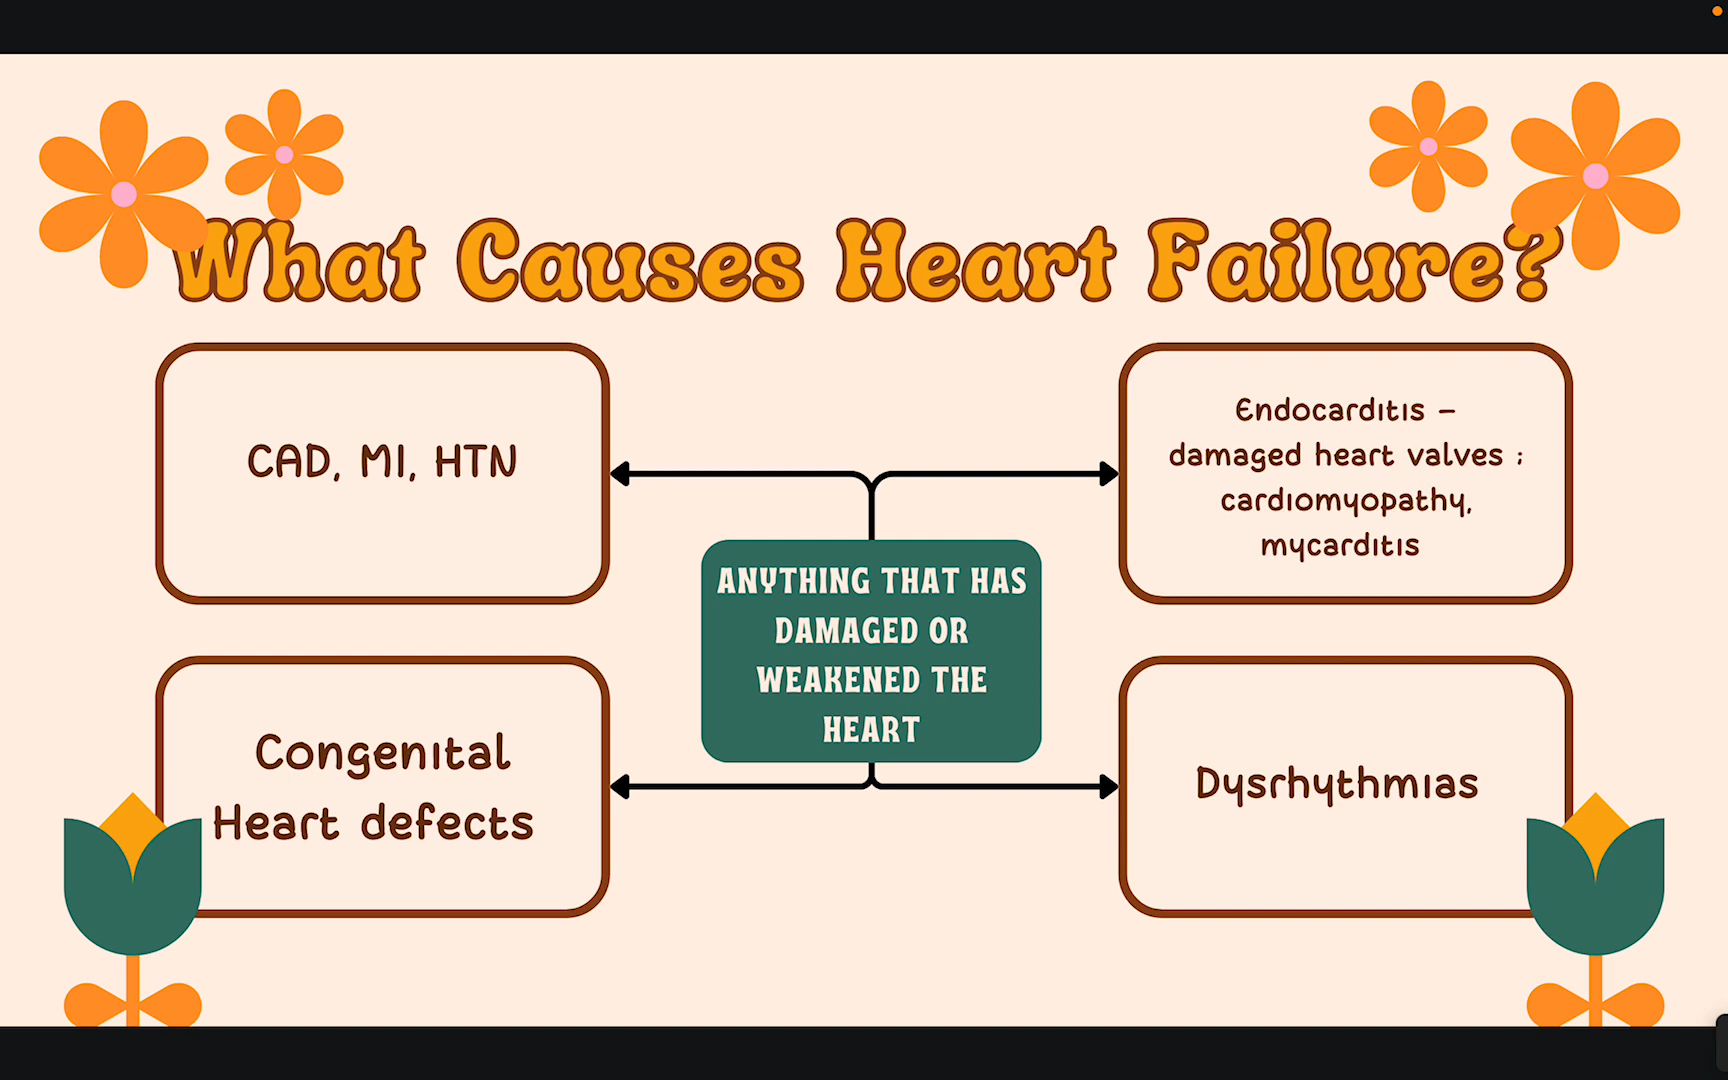 What Causes Heart Failure?
CAD, MI, HTN
Endocarditis –
damaged heart valves ;
cardiomyopathy,
mycarditis
ANYTHING THAT HAS
DAMAGED OR
WEAKENED THE
HEART
Congenital
Heart defects
Dysrhythmias